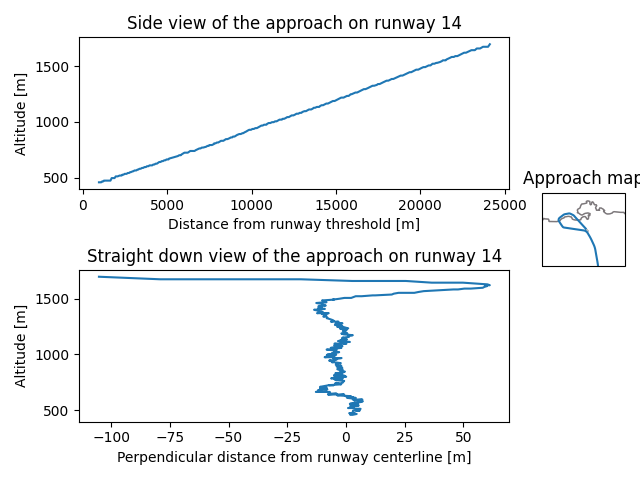 Side view of the approach on runway 14
Altitude [m]
1500
1000
500
0
5000
10000
15000
20000
25000
Distance from runway threshold [m]
Approach map
Straight down view of the approach on runway 14
Altitude [m]
1500
1000
500
−100
−75
−50
−25
0
25
50
Perpendicular distance from runway centerline [m]